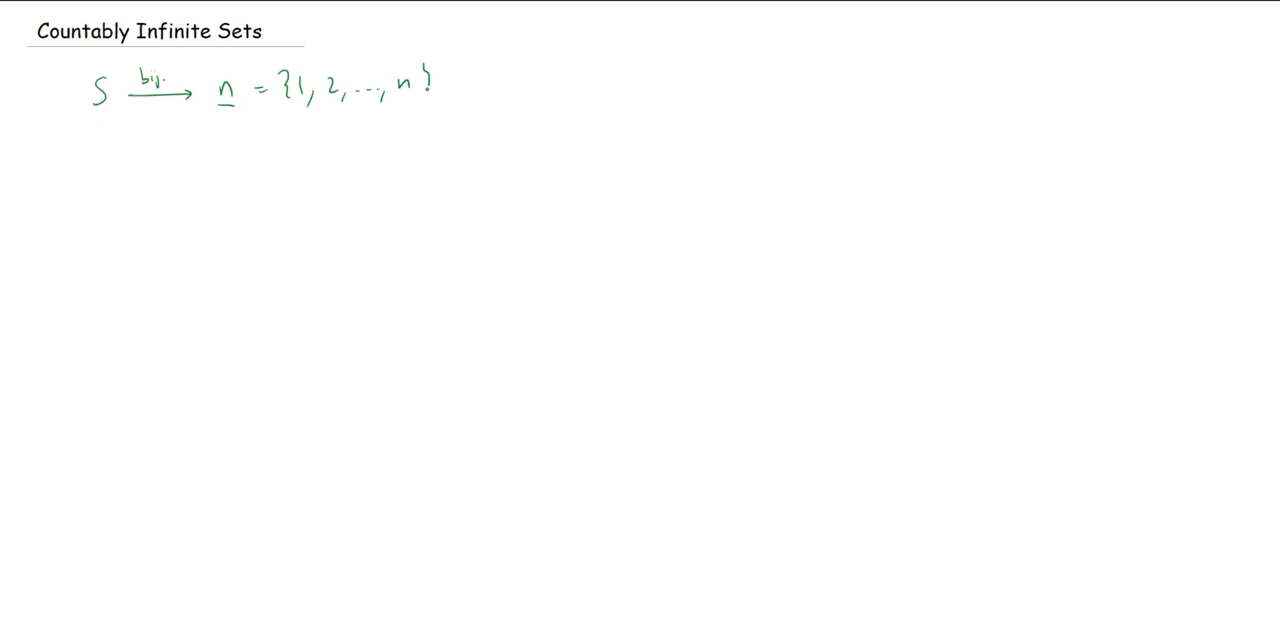 Countably Infinite Sets
S bij. → n = {1, 2, ..., n}